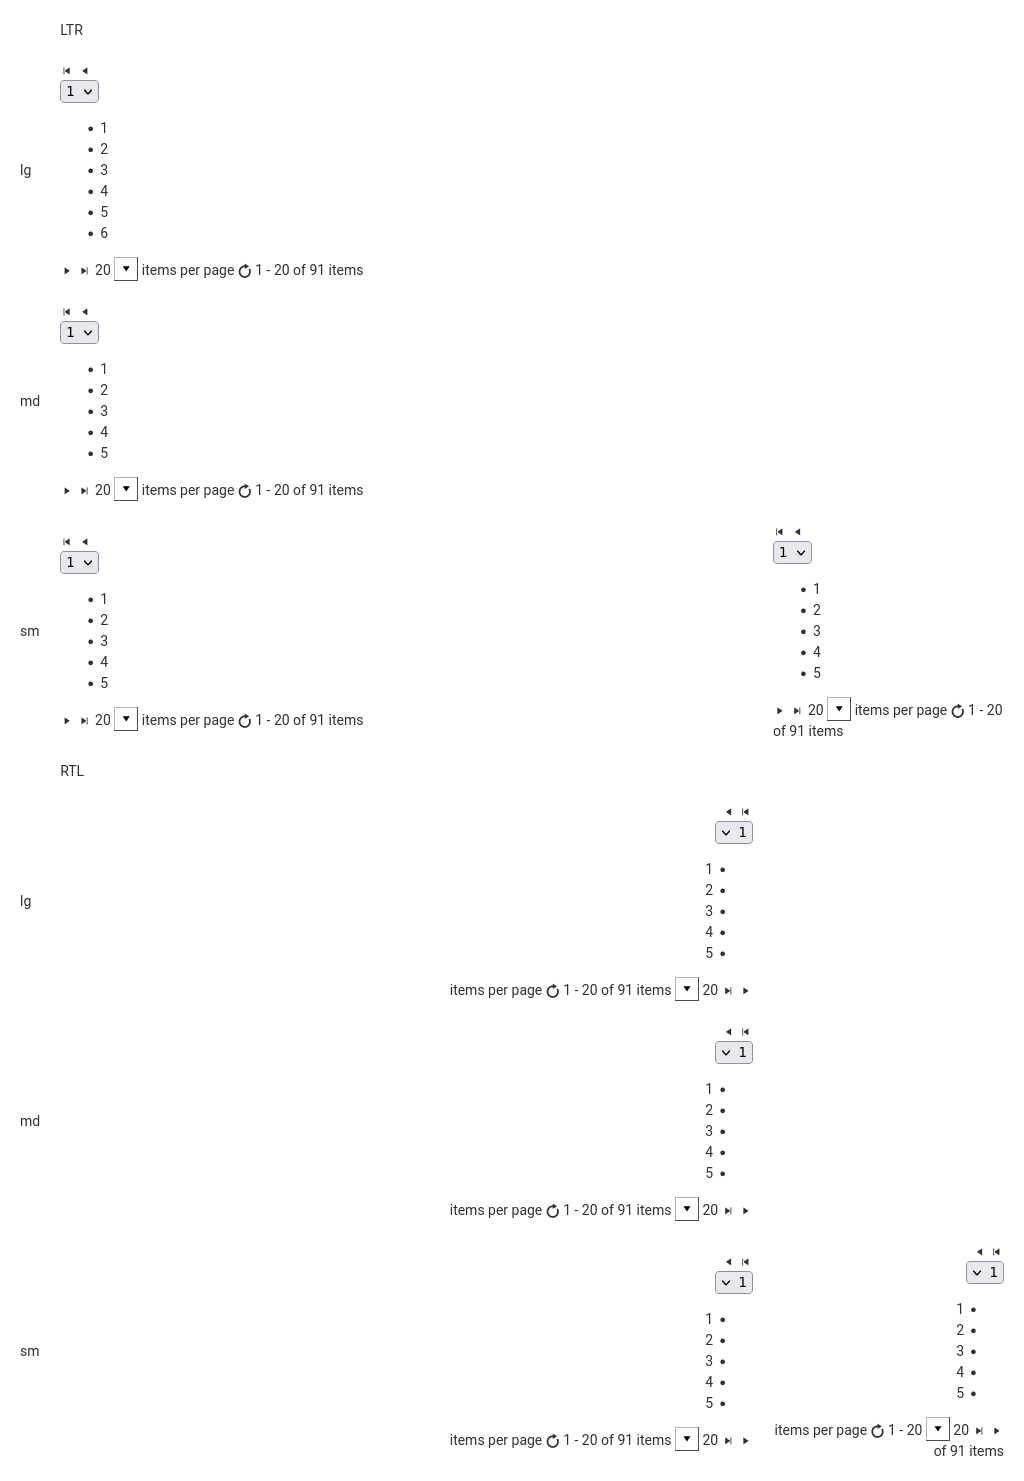 LTR
1
• 1
• 2
lg
• 3
• 4
• 5
• 6
20 items per page 1 - 20 of 91 items
1
• 1
• 2
md
• 3
• 4
• 5
20 items per page 1 - 20 of 91 items
1
• 1
• 2
sm
• 3
• 4
• 5
20 items per page 1 - 20 of 91 items
1
• 1
• 2
• 3
• 4
• 5
20 items per page 1 - 20
of 91 items
RTL
1
1 •
2 •
lg
3 •
4 •
5 •
items per page 1 - 20 of 91 items 20
1
1 •
2 •
md
3 •
4 •
5 •
items per page 1 - 20 of 91 items 20
1
1 •
2 •
sm
3 •
4 •
5 •
items per page 1 - 20 of 91 items 20
1
1 •
2 •
3 •
4 •
5 •
items per page 1 - 20 20
of 91 items